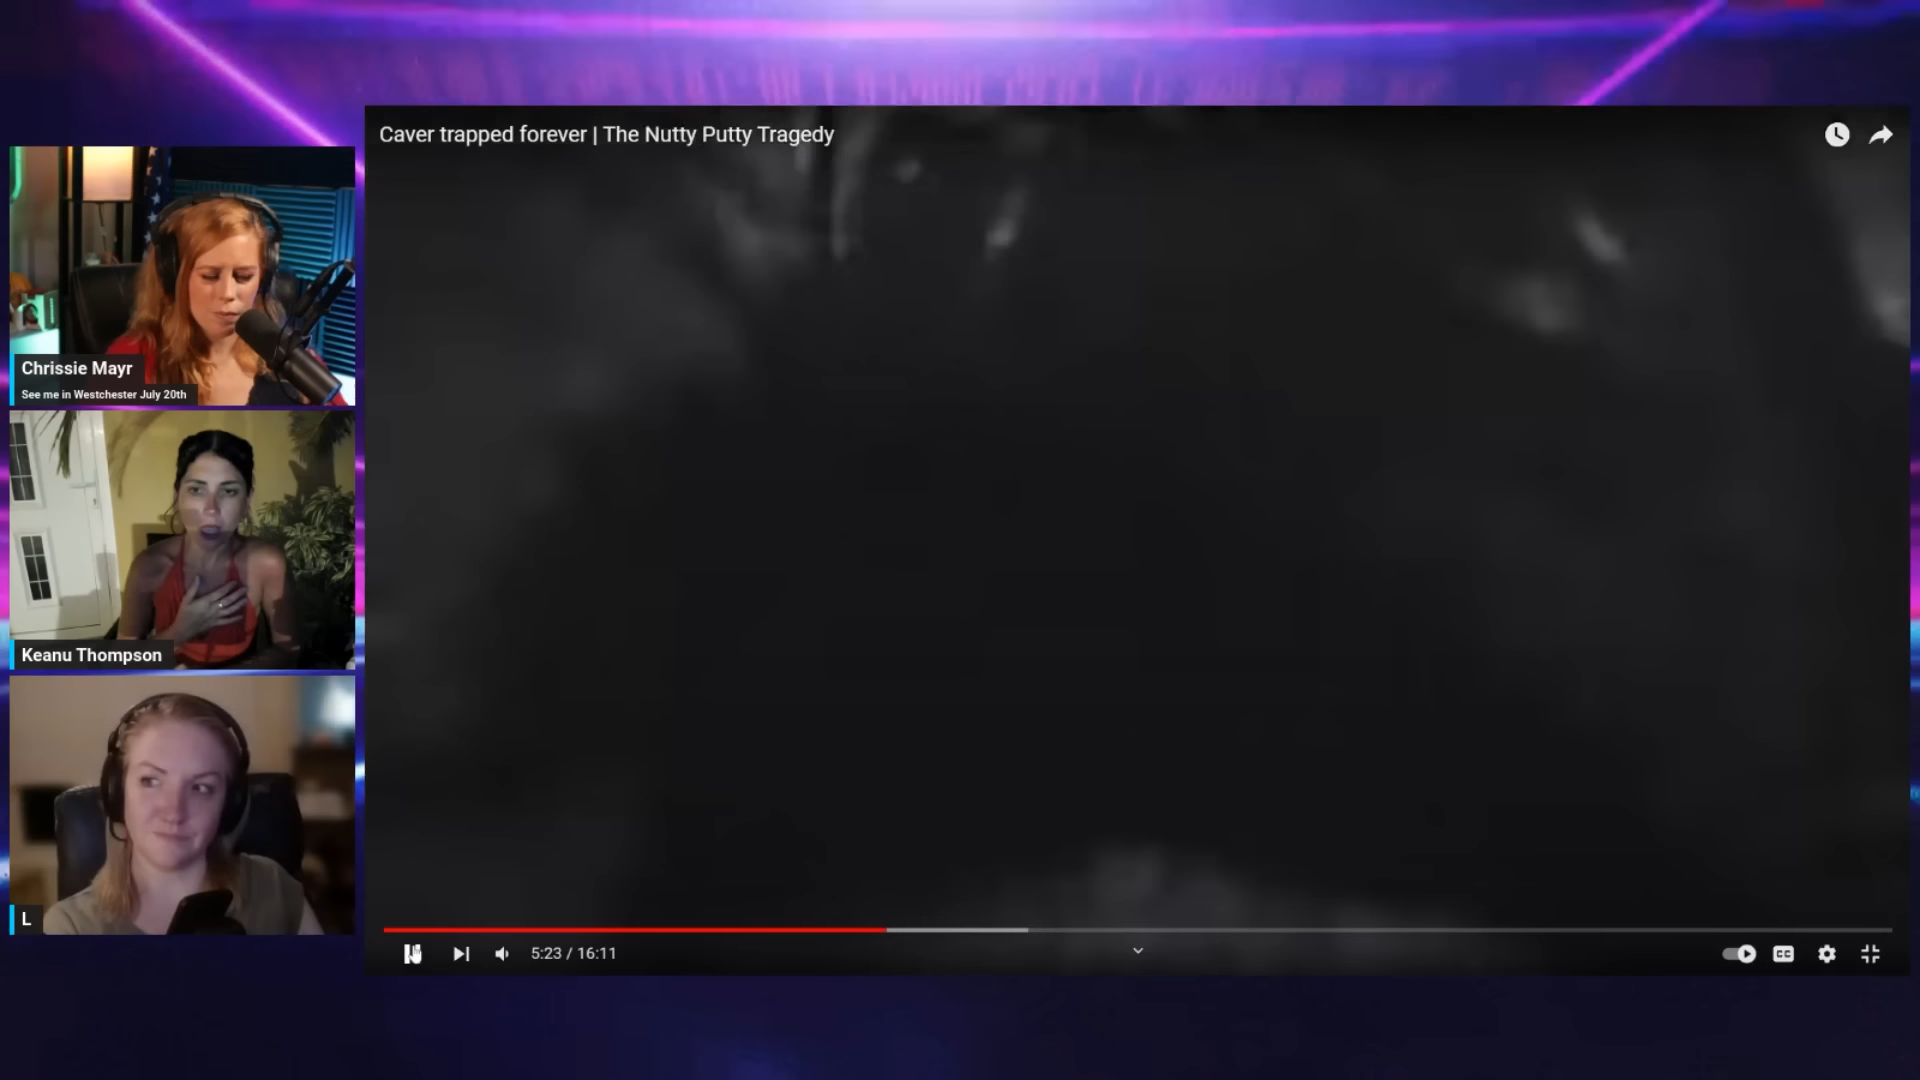 Caver trapped forever | The Nutty Putty Tragedy
Chrissie Mayr
See me in Westchester July 20th
Keanu Thompson
L
5:23 / 16:11
CC